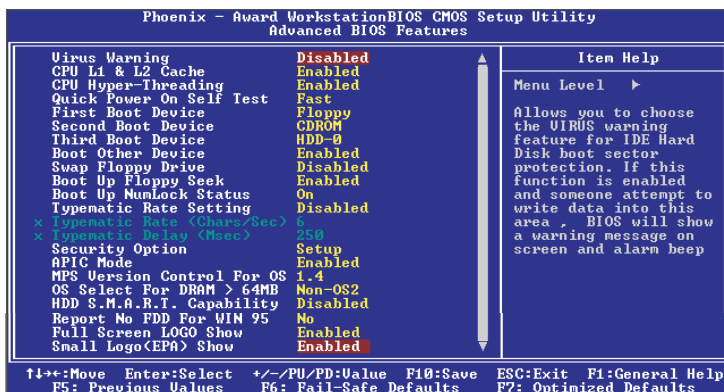 Phoenix - Award WorkstationBIOS CMOS Setup Utility
Advanced BIOS Features
Virus Warning Disabled
CPU L1 & L2 Cache Enabled
CPU Hyper-Threading Enabled
Quick Power On Self Test Fast
First Boot Device Floppy
Second Boot Device CDROM
Third Boot Device HDD-0
Boot Other Device Enabled
Swap Floppy Drive Disabled
Boot Up Floppy Seek Enabled
Boot Up NumLock Status On
Typematic Rate Setting Disabled
x Typematic Rate (Chars/Sec) 6
x Typematic Delay (Msec) 250
Security Option Setup
APIC Mode Enabled
MPS Version Control For OS 1.4
OS Select For DRAM > 64MB Non-OS2
HDD S.M.A.R.T. Capability Disabled
Report No FDD For WIN 95 No
Full Screen LOGO Show Enabled
Small Logo(EPA) Show Enabled
Item Help
Menu Level ▶
Allows you to choose
the VIRUS warning
feature for IDE Hard
Disk boot sector
protection. If this
function is enabled
and someone attempt to
write data into this
area , BIOS will show
a warning message on
screen and alarm beep
↑↓→←:Move Enter:Select +/-/PU/PD:Value F10:Save ESC:Exit F1:General Help
F5: Previous Values F6: Fail-Safe Defaults F7: Optimized Defaults